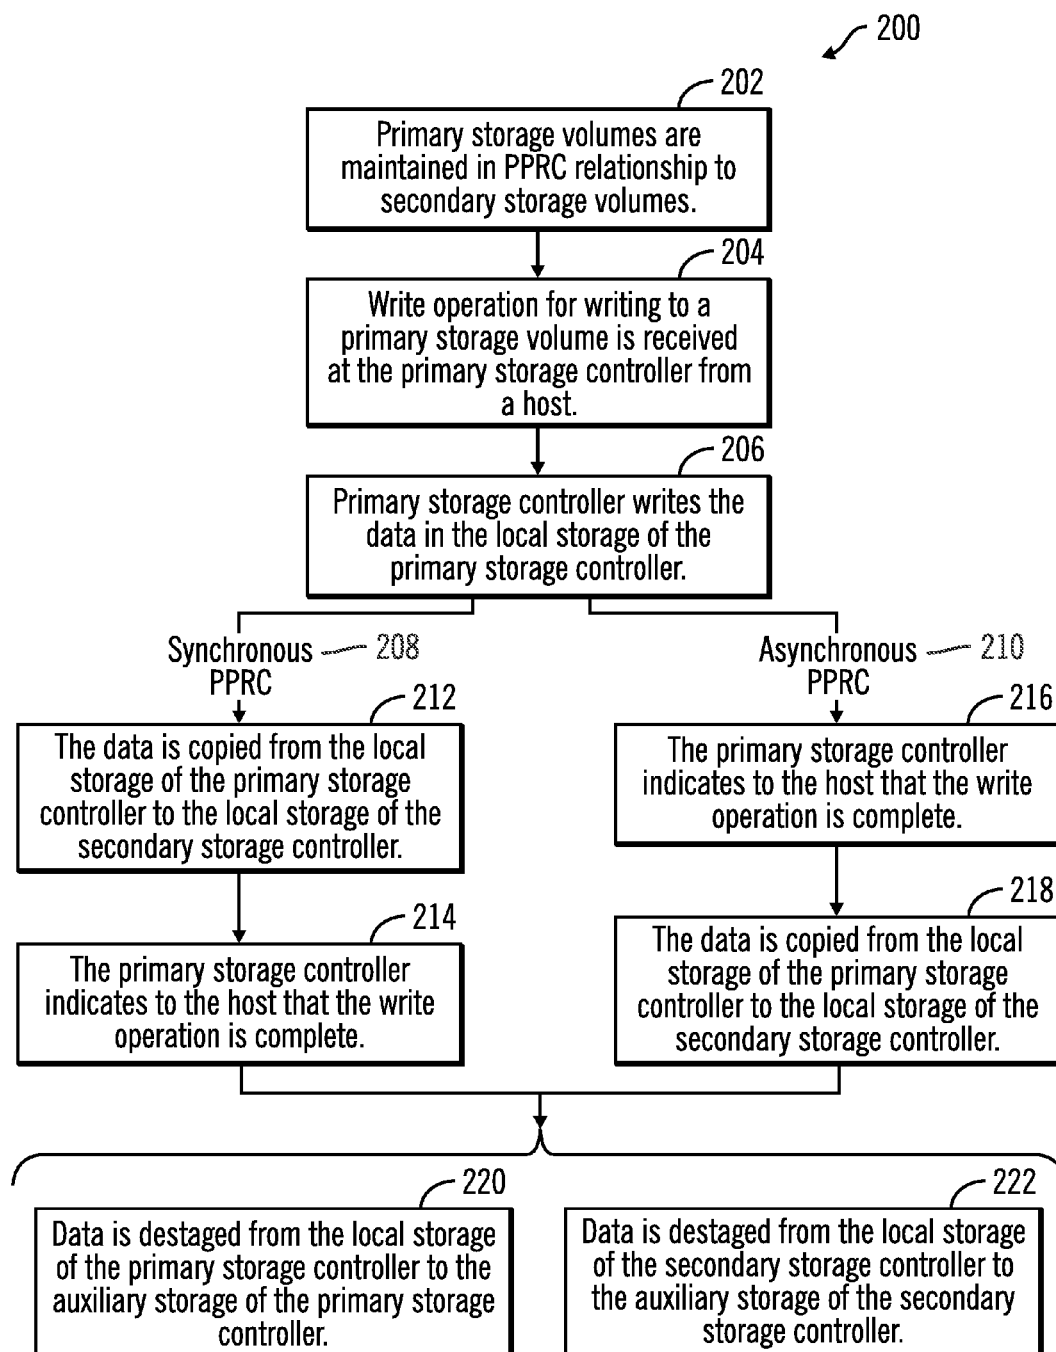 200
202
Primary storage volumes are
maintained in PPRC relationship to
secondary storage volumes.
204
Write operation for writing to a
primary storage volume is received
at the primary storage controller from
a host.
206
Primary storage controller writes the
data in the local storage of the
primary storage controller.
Synchronous 208
PPRC
212
The data is copied from the local
storage of the primary storage
controller to the local storage of the
secondary storage controller.
214
The primary storage controller
indicates to the host that the write
operation is complete.
Asynchronous 210
PPRC
216
The primary storage controller
indicates to the host that the write
operation is complete.
218
The data is copied from the local
storage of the primary storage
controller to the local storage of the
secondary storage controller.
220
Data is destaged from the local storage
of the primary storage controller to the
auxiliary storage of the primary storage
controller.
222
Data is destaged from the local storage
of the secondary storage controller to
the auxiliary storage of the secondary
storage controller.